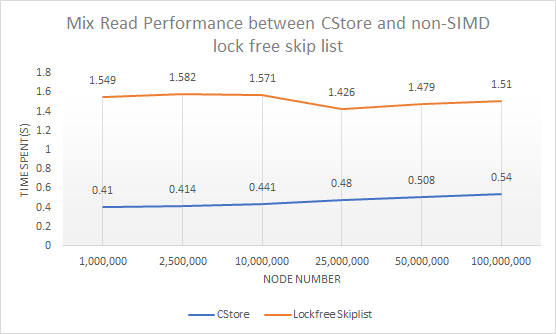 Mix Read Performance between CStore and non-SIMD
lock free skip list
1.8
1.6
1.4
1.2
1
0.8
0.6
0.4
0.2
0
TIME SPENT(S)
1.549 1.582 1.571 1.426 1.479 1.51
0.41 0.414 0.441 0.48 0.508 0.54
1,000,000 2,500,000 10,000,000 25,000,000 50,000,000 100,000,000
NODE NUMBER
CStore Lockfree Skiplist